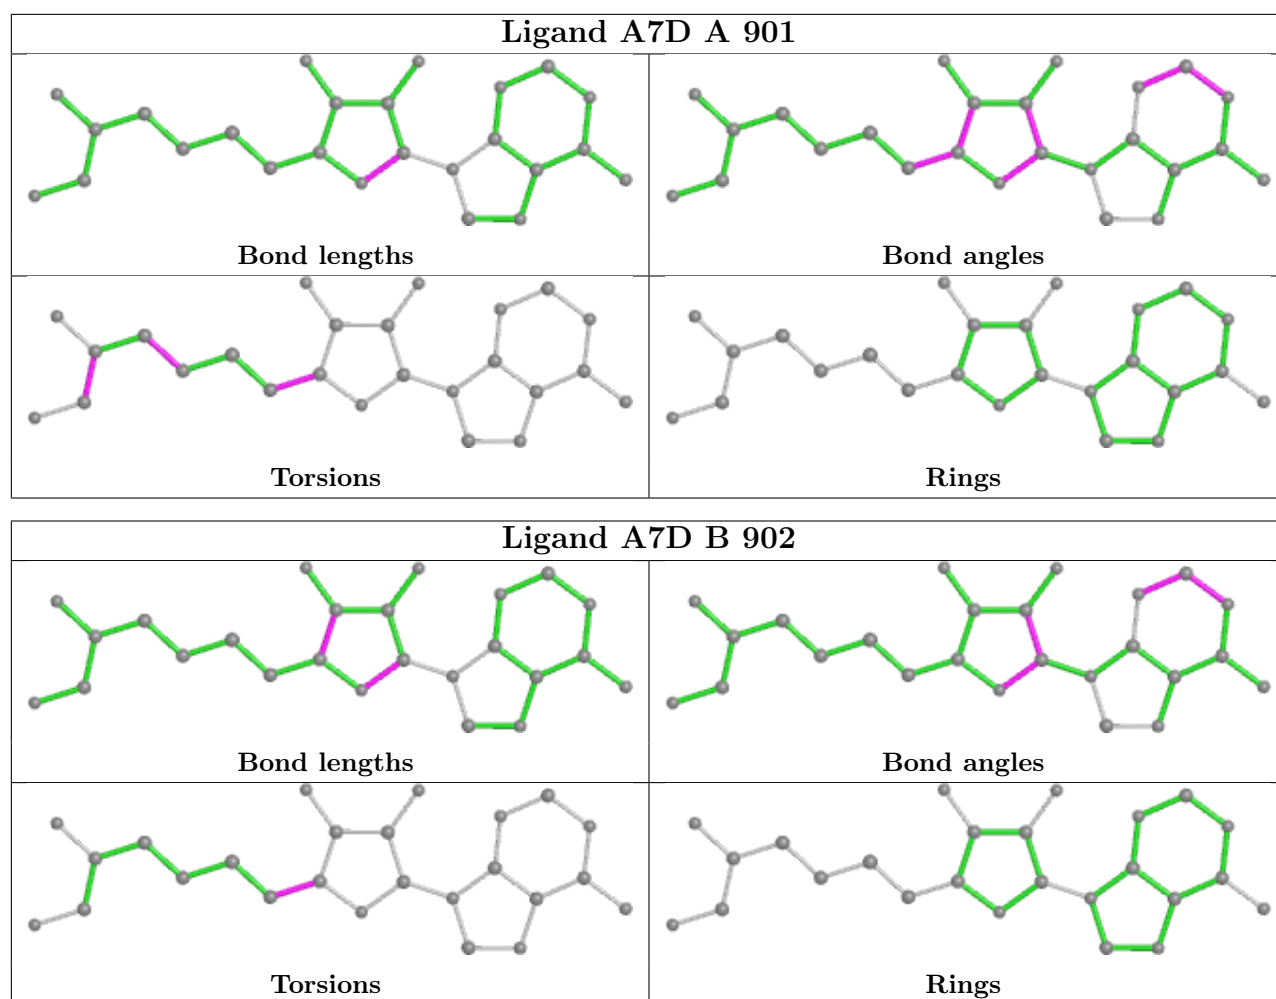 Ligand A7D A 901
Bond lengths
Bond angles
Torsions
Rings
Ligand A7D B 902
Bond lengths
Bond angles
Torsions
Rings